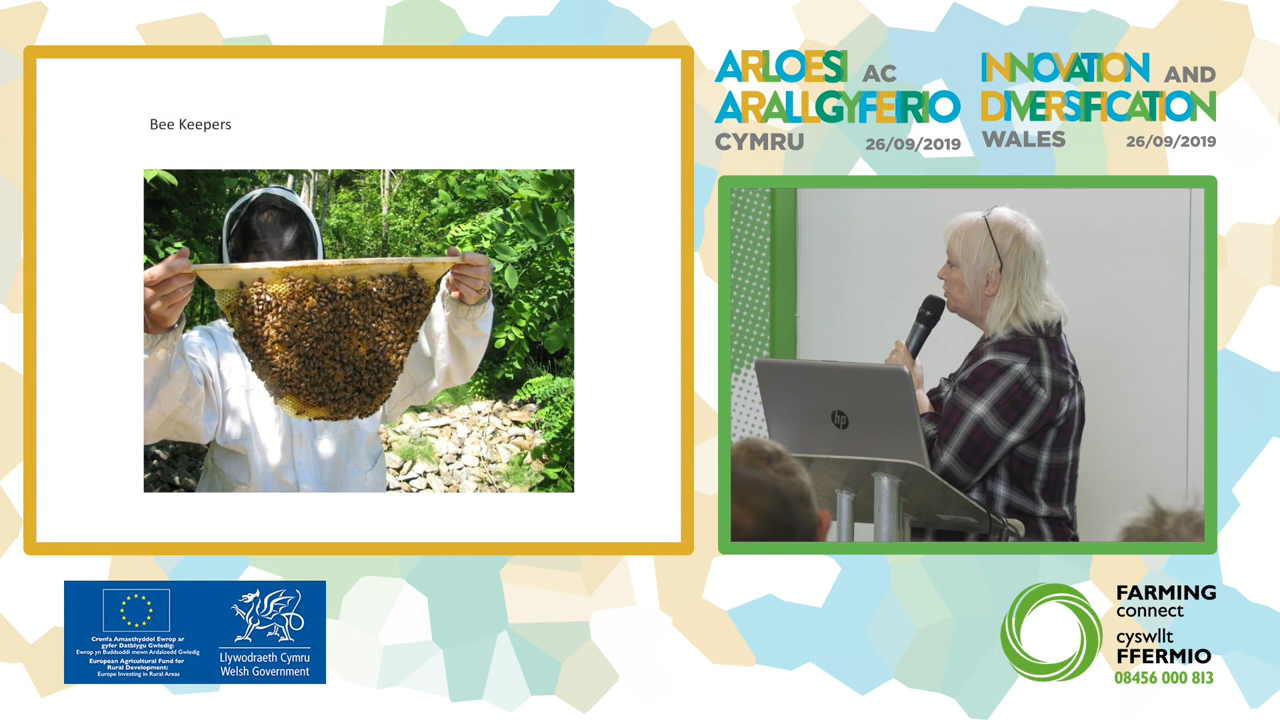 Bee Keepers
ARLOESI AC
ARALLGYFEIRIO
CYMRU 26/09/2019
INNOVATION AND
DIVERSIFICATION
WALES 26/09/2019
hp
Cronfa Amaethyddol Ewrop ar
gyfer Datblygu Gwledig:
Ewrop yn Buddsoddi mewn Ardaloedd Gwledig
European Agricultural Fund for
Rural Development:
Europe Investing in Rural Areas
Llywodraeth Cymru
Welsh Government
FARMING
connect
cyswllt
FFERMIO
08456 000 813